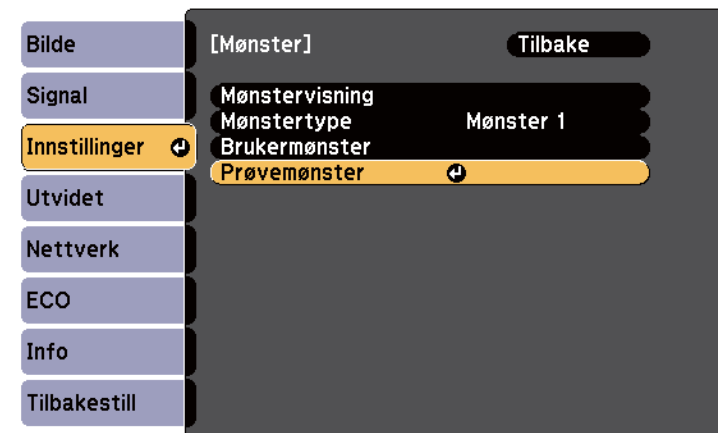 Bilde
Signal
Innstillinger
Utvidet
Nettverk
ECO
Info
Tilbakestill
[Mønster] Tilbake
Mønstervisning
Mønstertype Mønster 1
Brukermønster
Prøvemønster